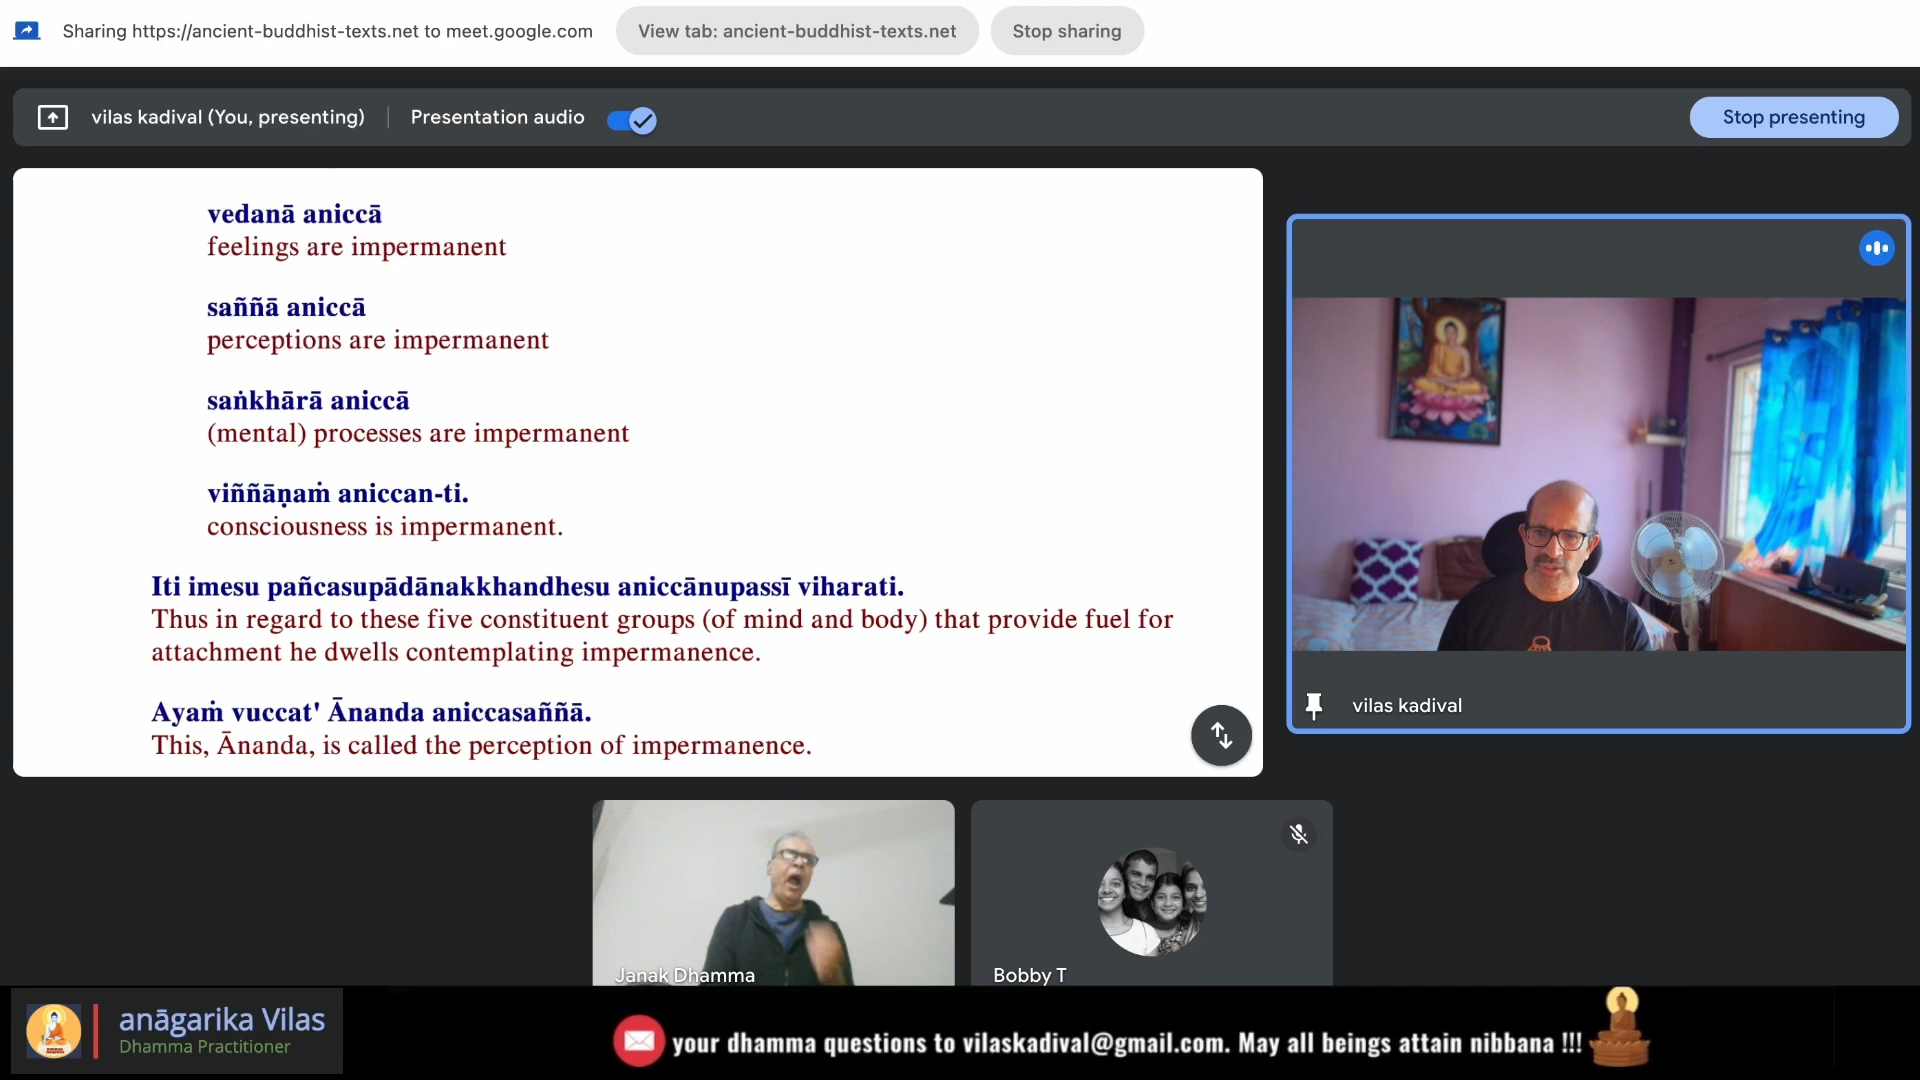 Sharing https://ancient-buddhist-texts.net to meet.google.com
View tab: ancient-buddhist-texts.net
Stop sharing
vilas kadival (You, presenting)
Presentation audio
Stop presenting
vedanā aniccā
feelings are impermanent
saññā aniccā
perceptions are impermanent
saṅkhārā aniccā
(mental) processes are impermanent
viññāṇaṁ aniccan-ti.
consciousness is impermanent.
Iti imesu pañcasupādānakkhandhesu aniccānupassī viharati.
Thus in regard to these five constituent groups (of mind and body) that provide fuel for
attachment he dwells contemplating impermanence.
Ayaṁ vuccat' Ānanda aniccasaññā.
This, Ānanda, is called the perception of impermanence.
vilas kadival
Janak Dhamma
Bobby T
anāgarika Vilas
Dhamma Practitioner
your dhamma questions to vilaskadival@gmail.com. May all beings attain nibbana !!!